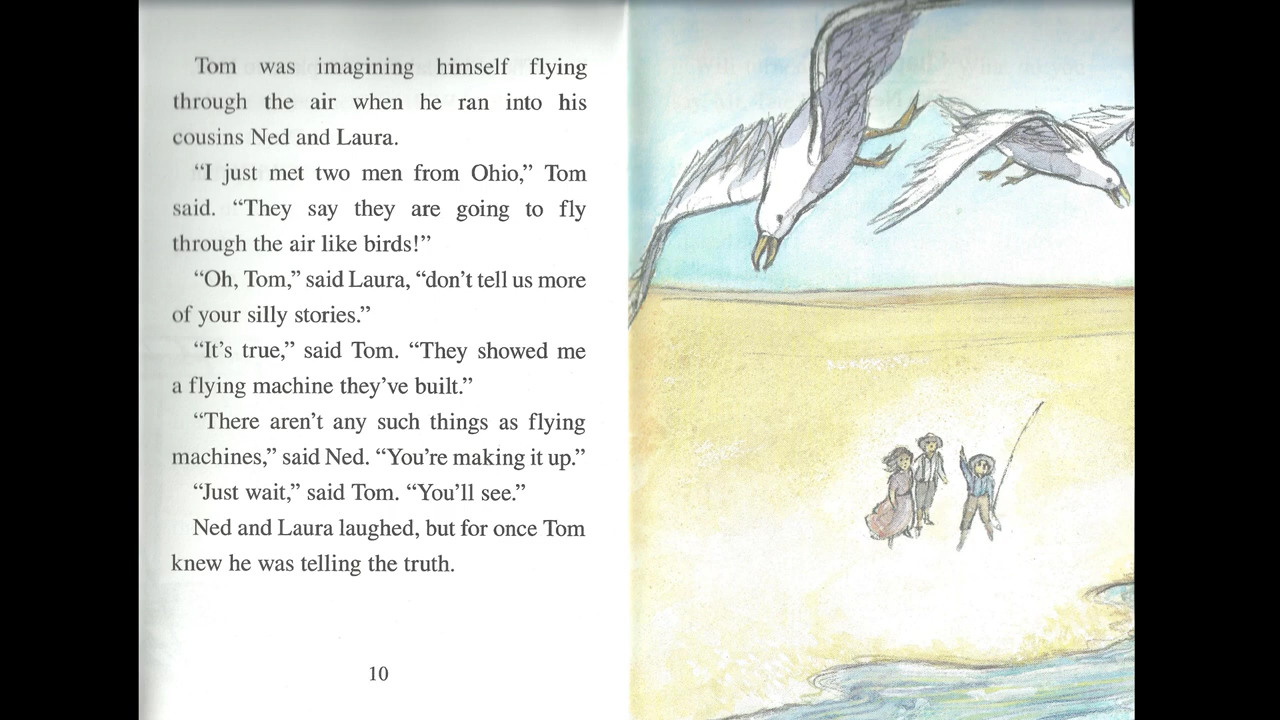 Tom was imagining himself flying
through the air when he ran into his
cousins Ned and Laura.
“I just met two men from Ohio,” Tom
said. “They say they are going to fly
through the air like birds!”
“Oh, Tom,” said Laura, “don’t tell us more
of your silly stories.”
“It’s true,” said Tom. “They showed me
a flying machine they’ve built.”
“There aren’t any such things as flying
machines,” said Ned. “You’re making it up.”
“Just wait,” said Tom. “You’ll see.”
Ned and Laura laughed, but for once Tom
knew he was telling the truth.
10